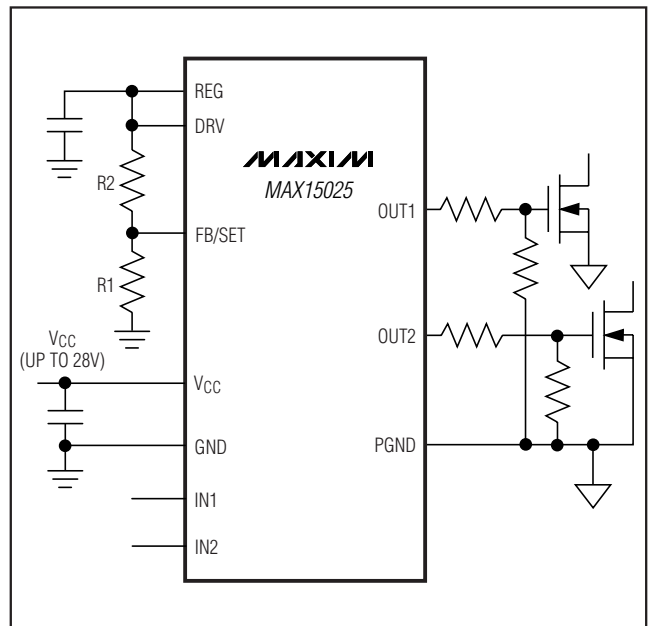 REG
DRV
MAXIM
MAX15025
R2
OUT1
FB/SET
R1
OUT2
VCC
(UP TO 28V)
VCC
GND
PGND
IN1
IN2